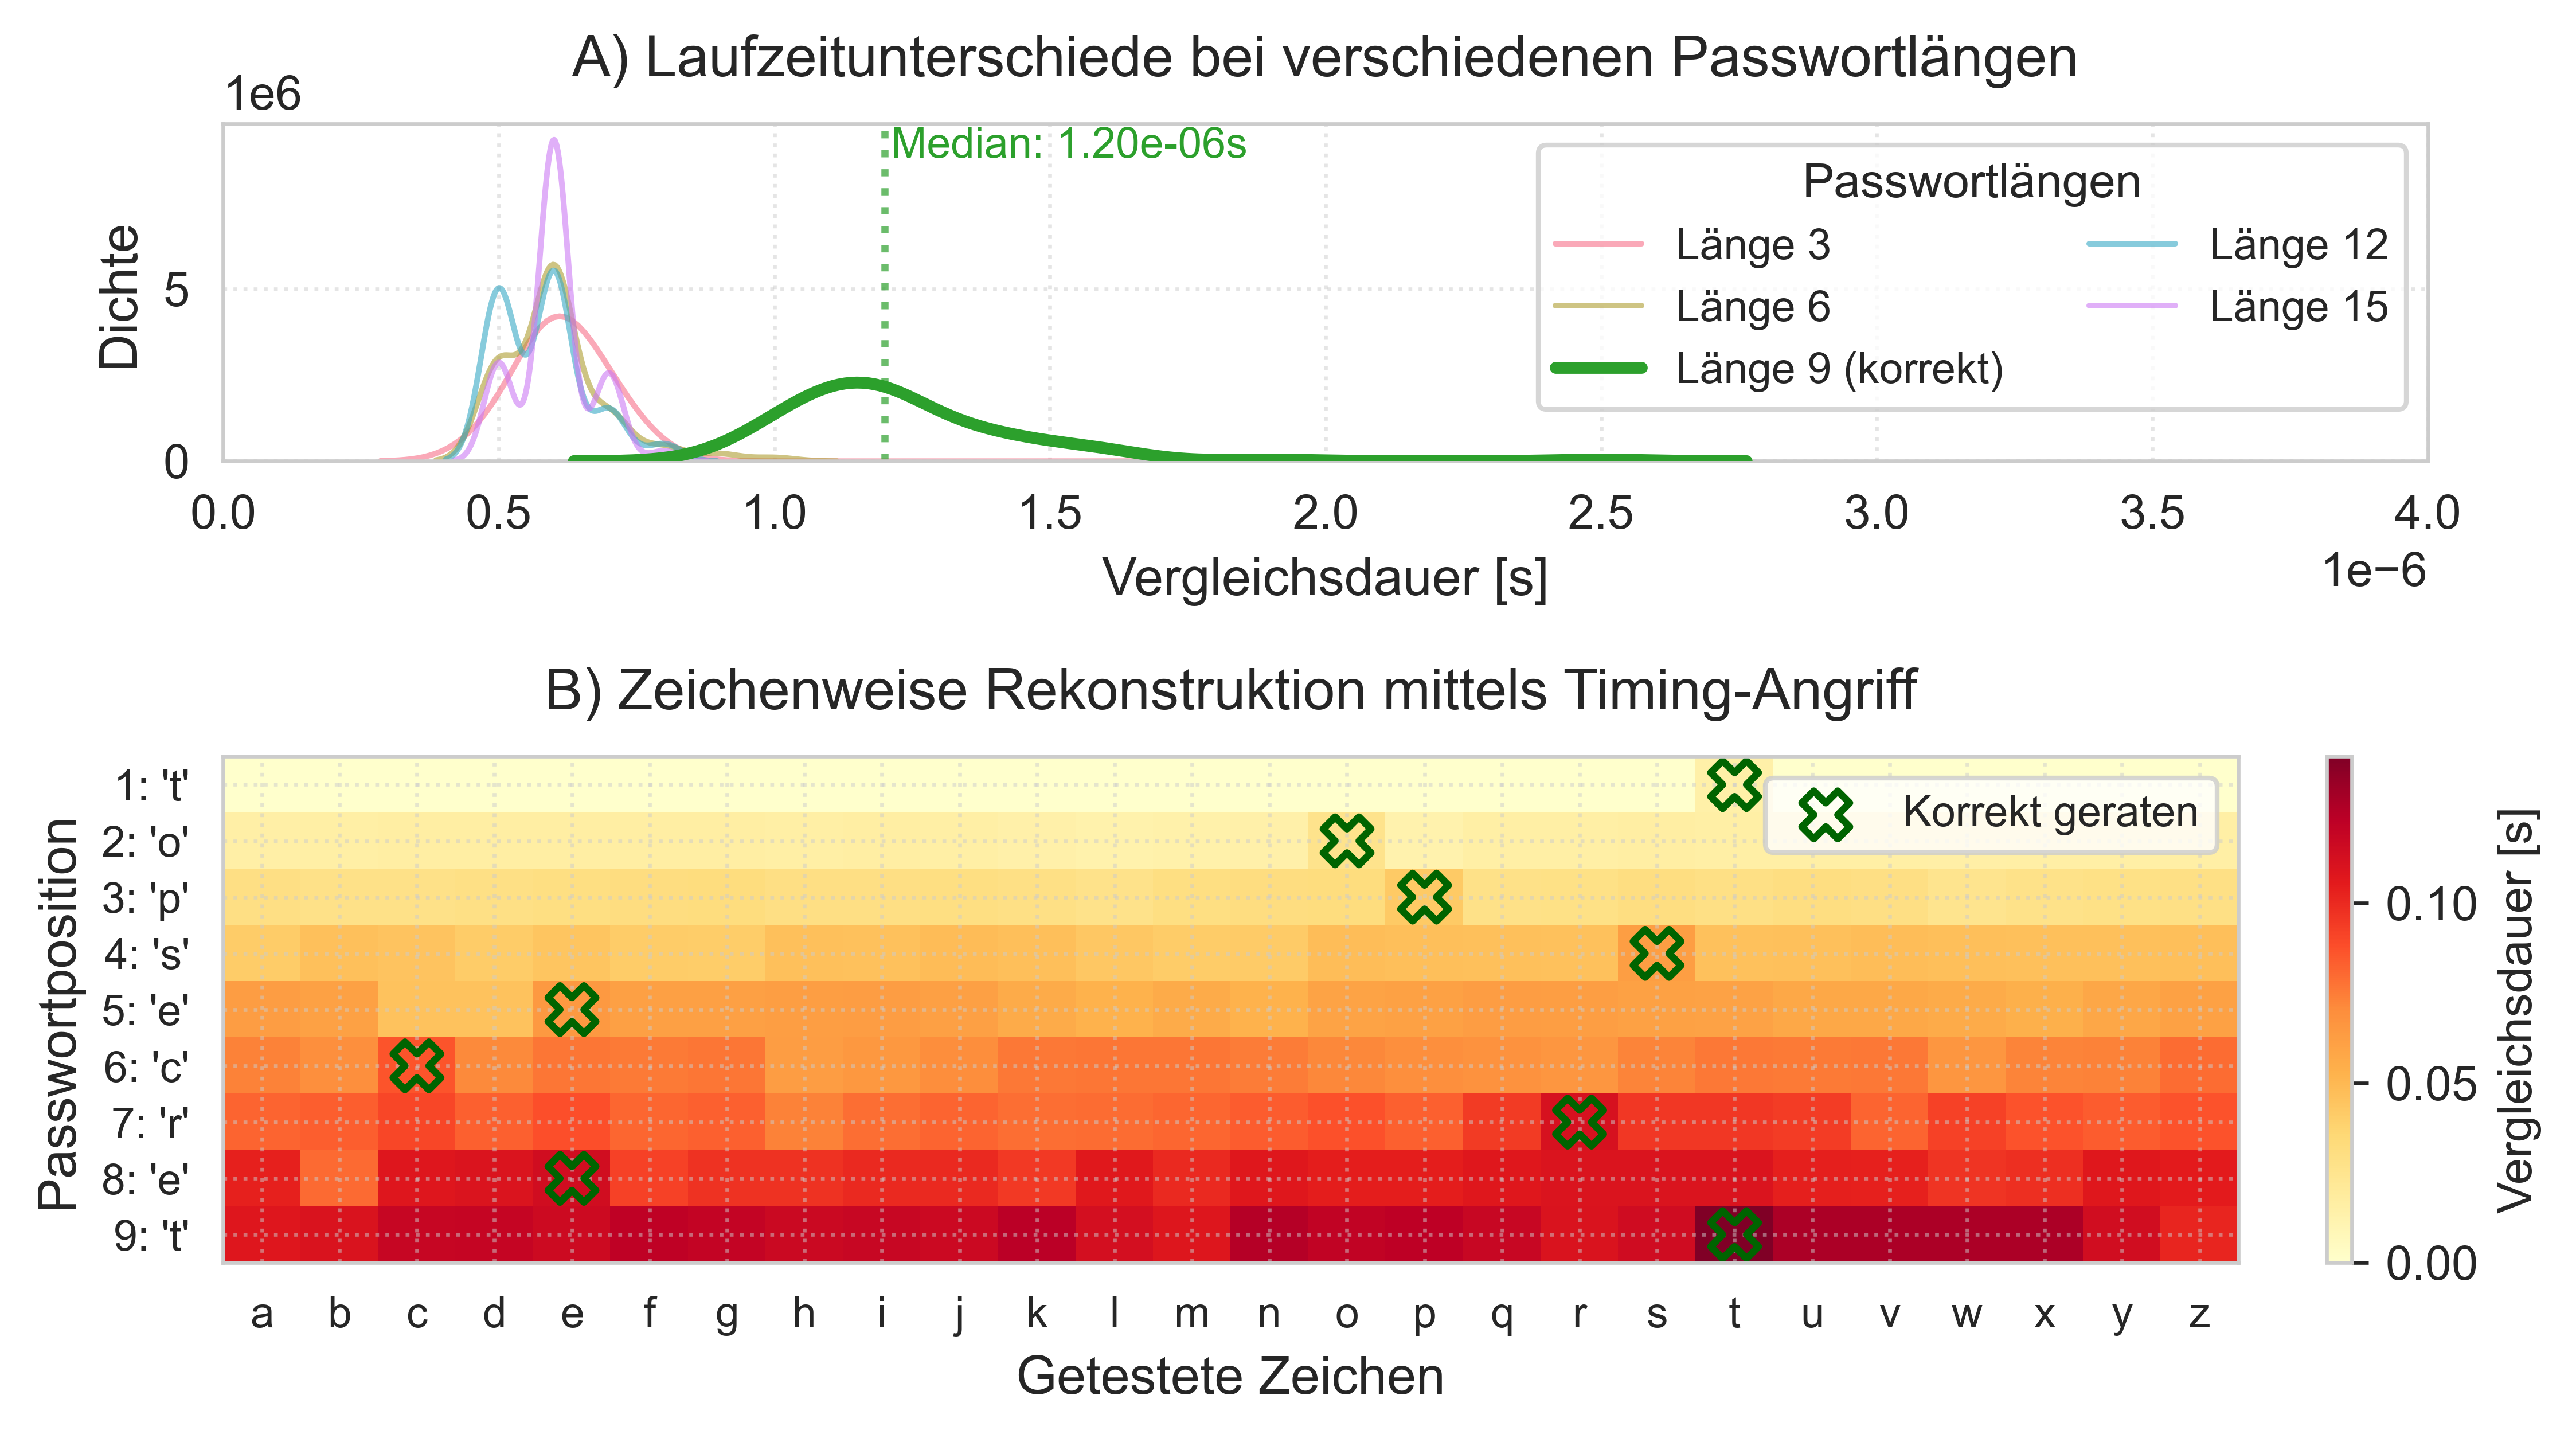 A) Laufzeitunterschiede bei verschiedenen Passwortlängen
1e6
Median: 1.20e-06s
Dichte
5
0
Passwortlängen
Länge 3
Länge 6
Länge 9 (korrekt)
Länge 12
Länge 15
0.0 0.5 1.0 1.5 2.0 2.5 3.0 3.5 4.0
1e−6
Vergleichsdauer [s]
B) Zeichenweise Rekonstruktion mittels Timing-Angriff
Passwortposition
1: 't'
2: 'o'
3: 'p'
4: 's'
5: 'e'
6: 'c'
7: 'r'
8: 'e'
9: 't'
Korrekt geraten
a b c d e f g h i j k l m n o p q r s t u v w x y z
Getestete Zeichen
0.10
0.05
0.00
Vergleichsdauer [s]